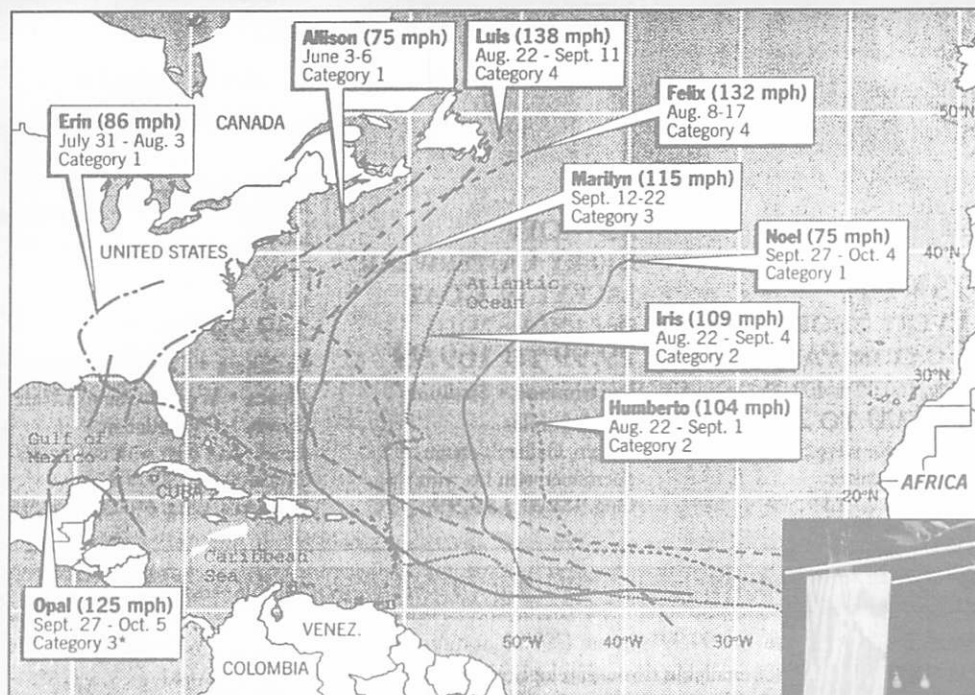 Allison (75 mph)
June 3-6
Category 1
Luis (138 mph)
Aug. 22 - Sept. 11
Category 4
Felix (132 mph)
Aug. 8-17
Category 4
Erin (86 mph)
July 31 - Aug. 3
Category 1
CANADA
50°N
Marilyn (115 mph)
Sept. 12-22
Category 3
UNITED STATES
Noel (75 mph)
Sept. 27 - Oct. 4
Category 1
40°N
Atlantic
Ocean
Iris (109 mph)
Aug. 22 - Sept. 4
Category 2
30°N
Humberto (104 mph)
Aug. 22 - Sept. 1
Category 2
Gulf of
Mexico
CUBA
20°N
AFRICA
Caribbean
Sea
Opal (125 mph)
Sept. 27 - Oct. 5
Category 3*
VENEZ.
COLOMBIA
50°W
40°W
30°W